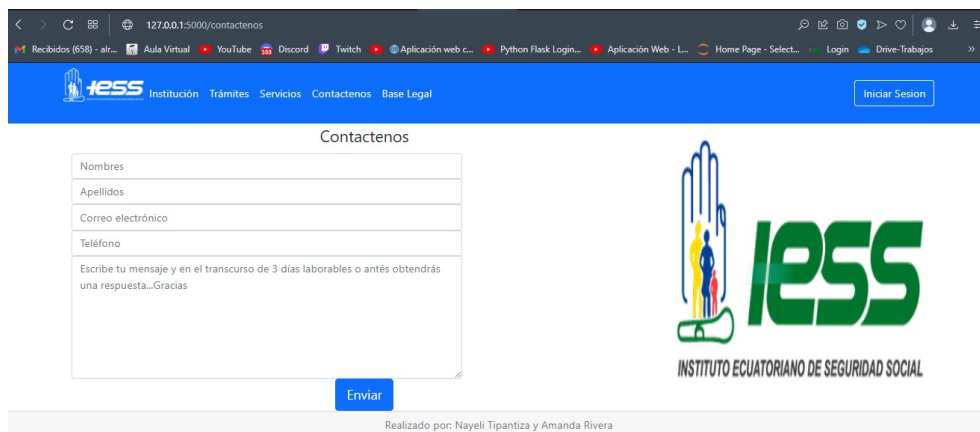 127.0.0.1:5000/contactenos
Recibidos (658) - alr... Aula Virtual YouTube Discord Twitch Aplicación web c... Python Flask Login... Aplicación Web - L... Home Page - Select... Login Drive-Trabajos »
iess Institución Trámites Servicios Contactenos Base Legal Iniciar Sesion
Contactenos
Nombres
Apellidos
Correo electrónico
Teléfono
Escribe tu mensaje y en el transcurso de 3 días laborables o antés obtendrás
una respuesta...Gracias
Enviar
iess
INSTITUTO ECUATORIANO DE SEGURIDAD SOCIAL
Realizado por: Nayeli Tipantiza y Amanda Rivera